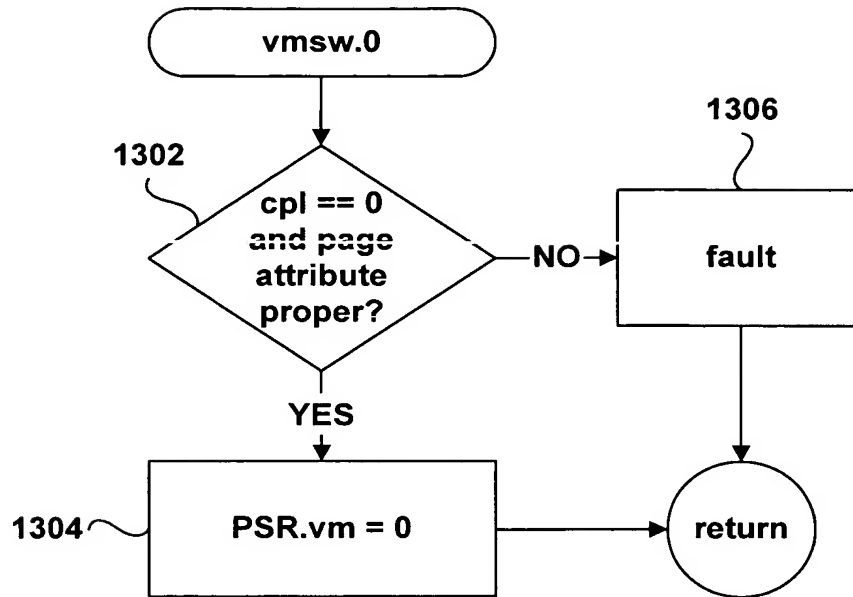 vmsw.0
1302
cpl == 0
and page
attribute
proper?
NO
1306
fault
YES
1304
PSR.vm = 0
return